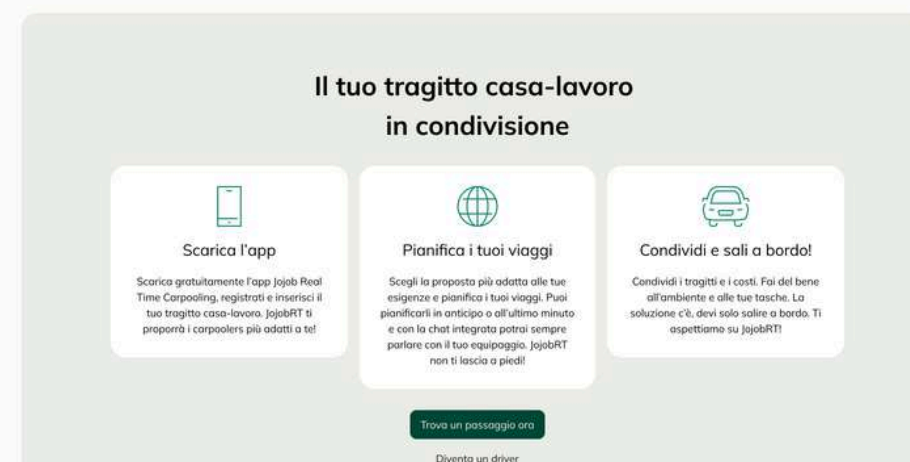 Il tuo tragitto casa-lavoro
in condivisione
Scarica l'app
Scarica gratuitamente l'app Jojob Real
Time Carpooling, registrati e inserisci il
tuo tragitto casa-lavoro. JojobRT ti
proporrà i carpoolers più adatti a te!
Pianifica i tuoi viaggi
Scegli la proposta più adatta alle tue
esigenze e pianifica i tuoi viaggi. Puoi
pianificarli in anticipo o all'ultimo minuto
e con la chat integrata potrai sempre
parlare con il tuo equipaggio. JojobRT
non ti lascia a piedi!
Condividi e sali a bordo!
Condividi i tragitti e i costi. Fai del bene
all'ambiente e alle tue tasche. La
soluzione c'è, devi solo salire a bordo. Ti
aspettiamo su JojobRT!
Trova un passaggio ora
Diventa un driver